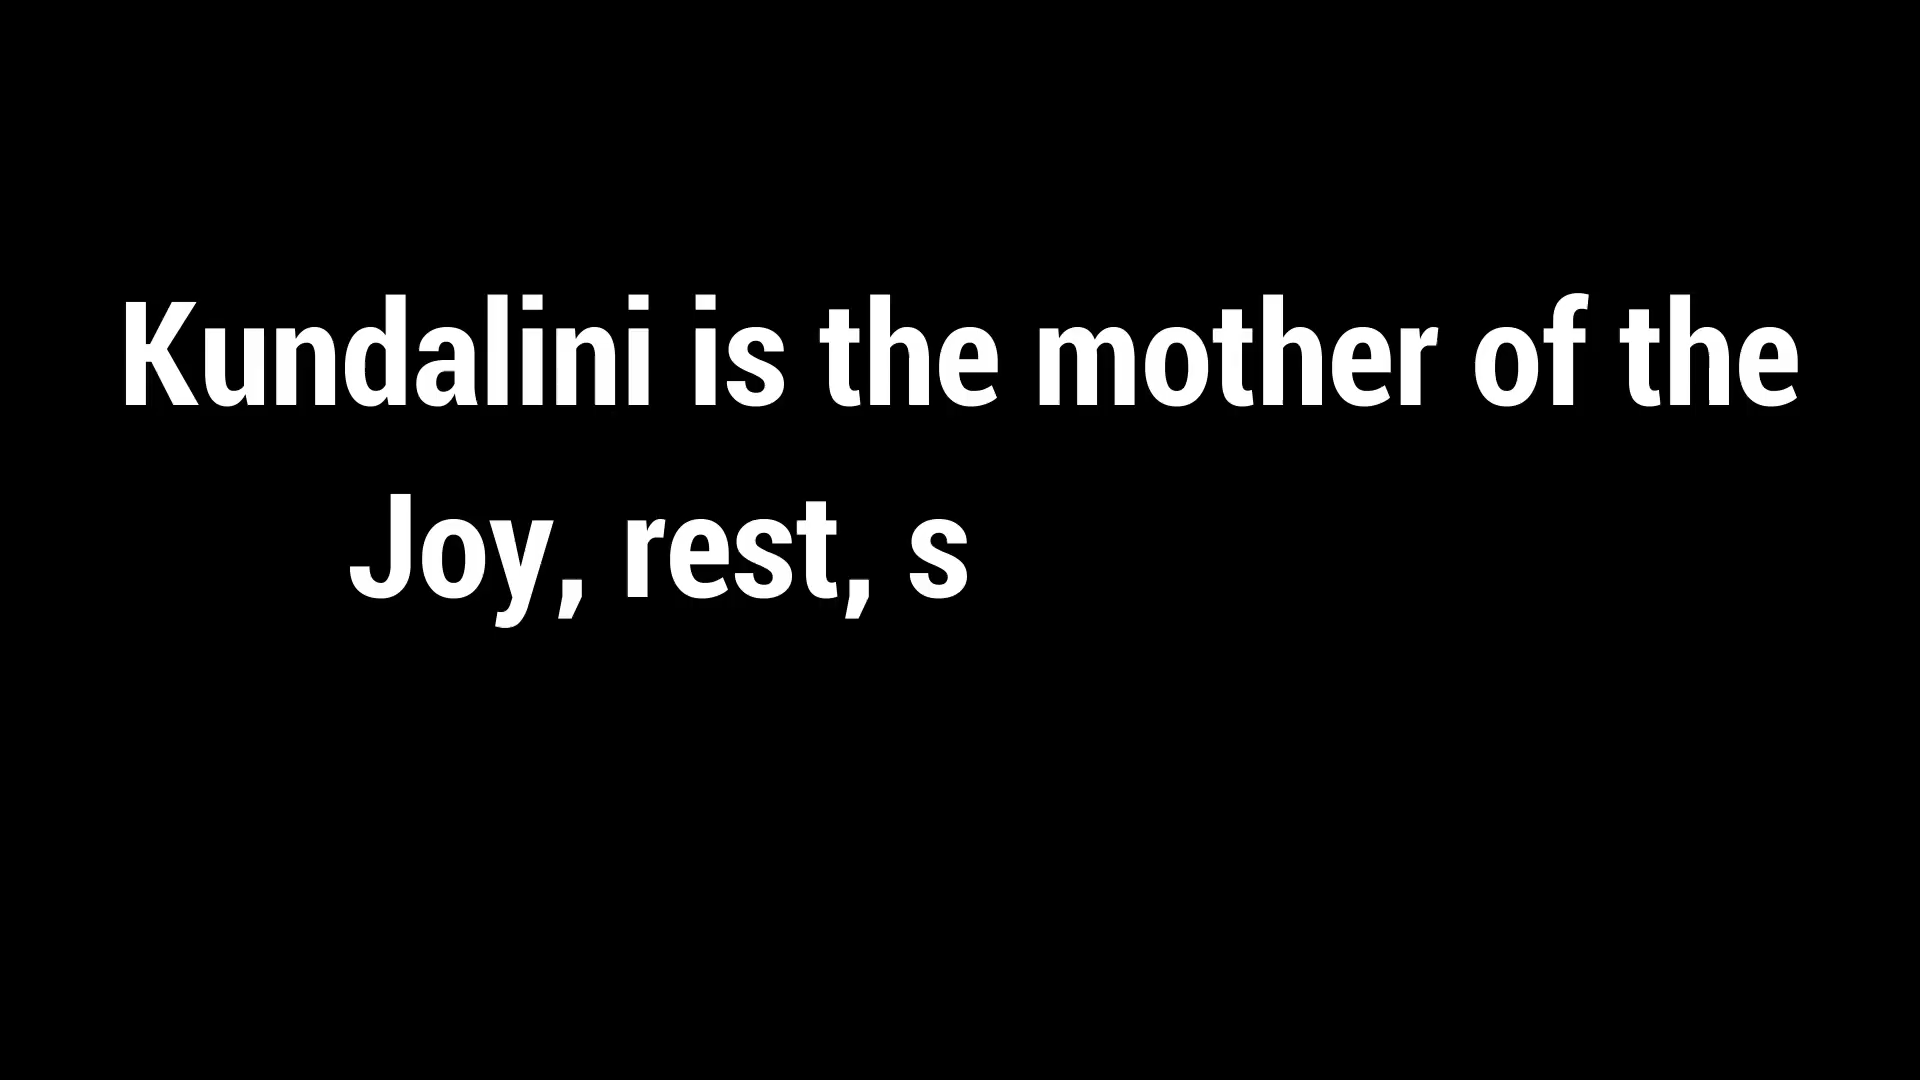 Kundalini is the mother of the
Joy, rest, s